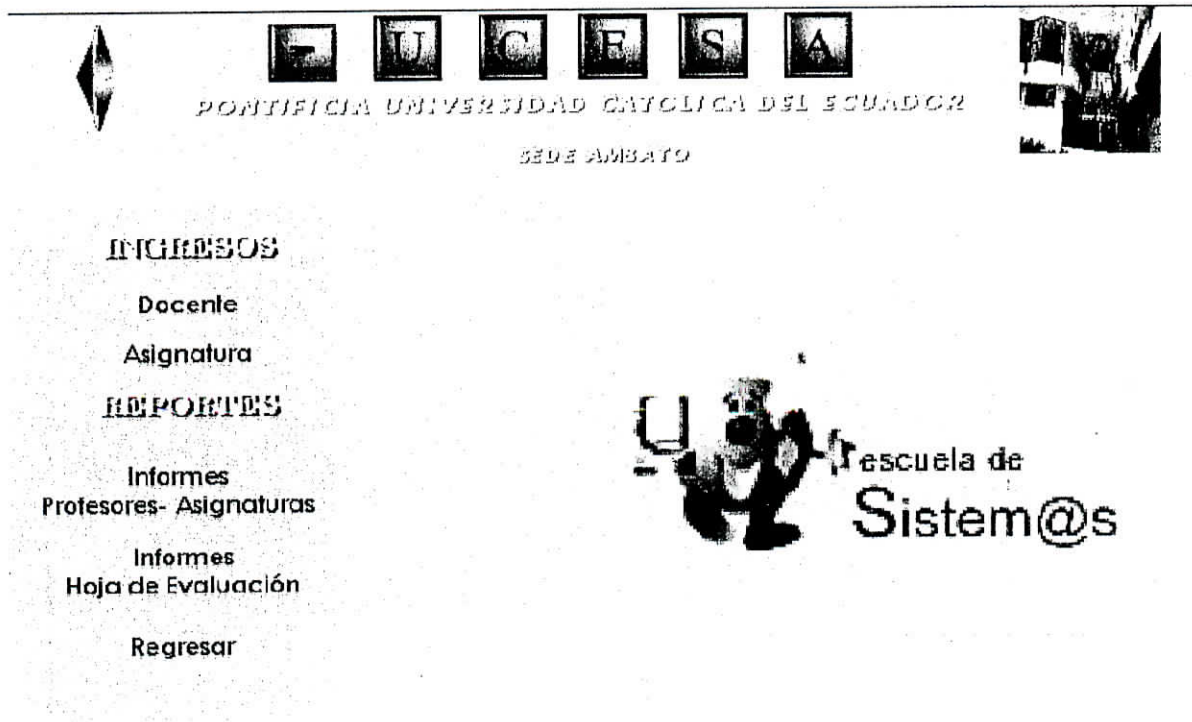 U C E S A
PONTIFICIA UNIVERSIDAD CATOLICA DEL ECUADOR
SEDE AMBATO
INGRESOS
Docente
Asignatura
REPORTES
Informes
Profesores- Asignaturas
Informes
Hoja de Evaluación
Regresar
escuela de
Sistem@s